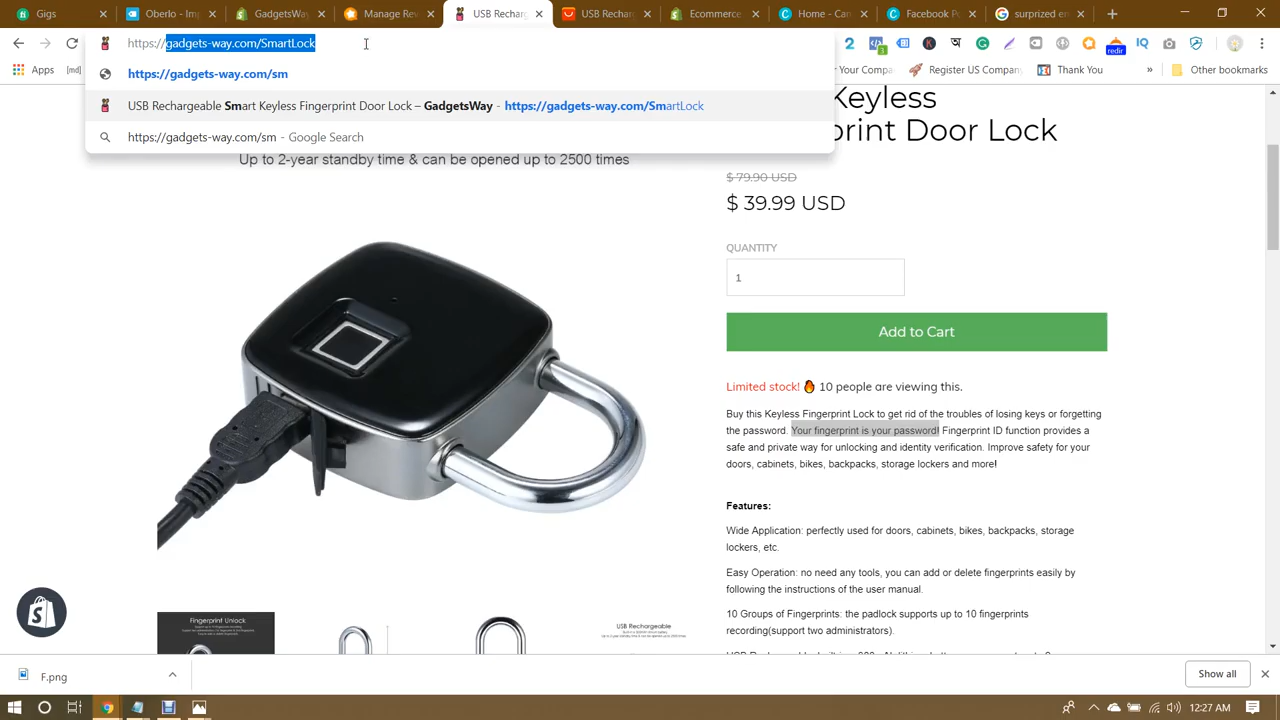 Gigs
Oberlo - Im
GadgetsWay
Manage Rev
USB Rechar
USB Rechar
Ecommerce
Home - Can
surprized en
https://gadgets-way.com/SmartLock
redir
https://gadgets-way.com/sm
USB Rechargeable Smart Keyless Fingerprint Door Lock – GadgetsWay - https://gadgets-way.com/SmartLock
https://gadgets-way.com/sm - Google Search
Apps
[md]
Your Compa
Register US Company
Thank You
»
Other bookmarks
Keyless
print Door Lock
Up to 2-year standby time & can be opened up to 2500 times
$ 79.90 USD
$ 39.99 USD
QUANTITY
1
Add to Cart
Limited stock! 🔥 10 people are viewing this.
Buy this Keyless Fingerprint Lock to get rid of the troubles of losing keys or forgetting
the password. Your fingerprint is your password! Fingerprint ID function provides a
safe and private way for unlocking and identity verification. Improve safety for your
doors, cabinets, bikes, backpacks, storage lockers and more!
Features:
Wide Application: perfectly used for doors, cabinets, bikes, backpacks, storage
lockers, etc.
Easy Operation: no need any tools, you can add or delete fingerprints easily by
following the instructions of the user manual.
10 Groups of Fingerprints: the padlock supports up to 10 fingerprints
recording(support two administrators).
Fingerprint Unlock
USB Rechargeable
F.png
Show all
12:27 AM